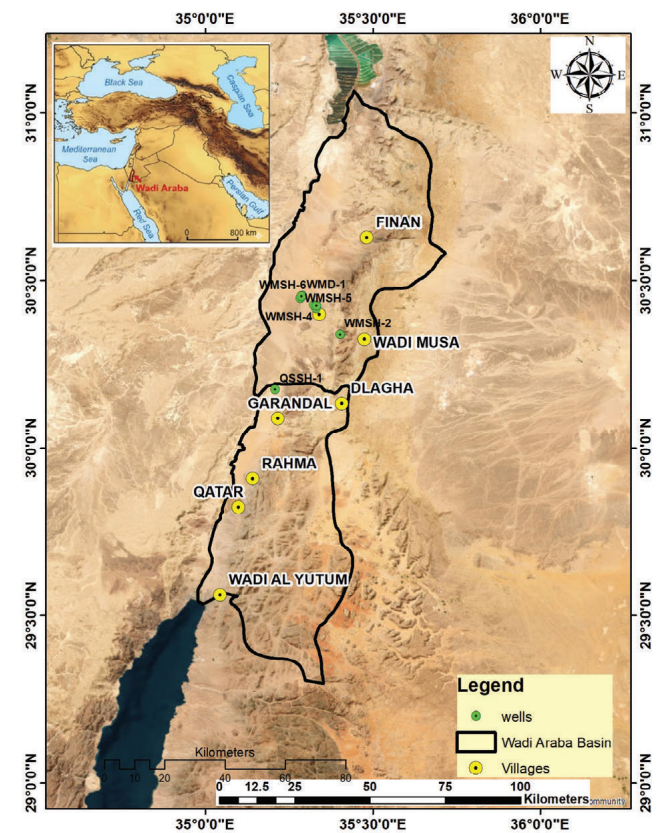 35°0'0"E 35°30'0"E 36°0'0"E
N
W E
S
Black Sea
Caspian Sea
Mediterranean
Sea
Wadi Araba
Persian Gulf
Red Sea
0 800 km
31°0'0"N 31°0'0"N
FINAN
30°30'0"N 30°30'0"N
WMSH-6 WMD-1
WMSH-5
WMSH-4 WMSH-2
WADI MUSA
QSSH-1
DLAGHA
GARANDAL
30°0'0"N 30°0'0"N
RAHMA
QATAR
WADI AL YUTUM
29°30'0"N 29°30'0"N
Legend
wells
Wadi Araba Basin
Villages
Kilometers
0 10 20 40 60 80
0 12.5 25 50 75 100
Kilometers
ommunity
29°0'0"N 29°0'0"N
35°0'0"E 35°30'0"E 36°0'0"E